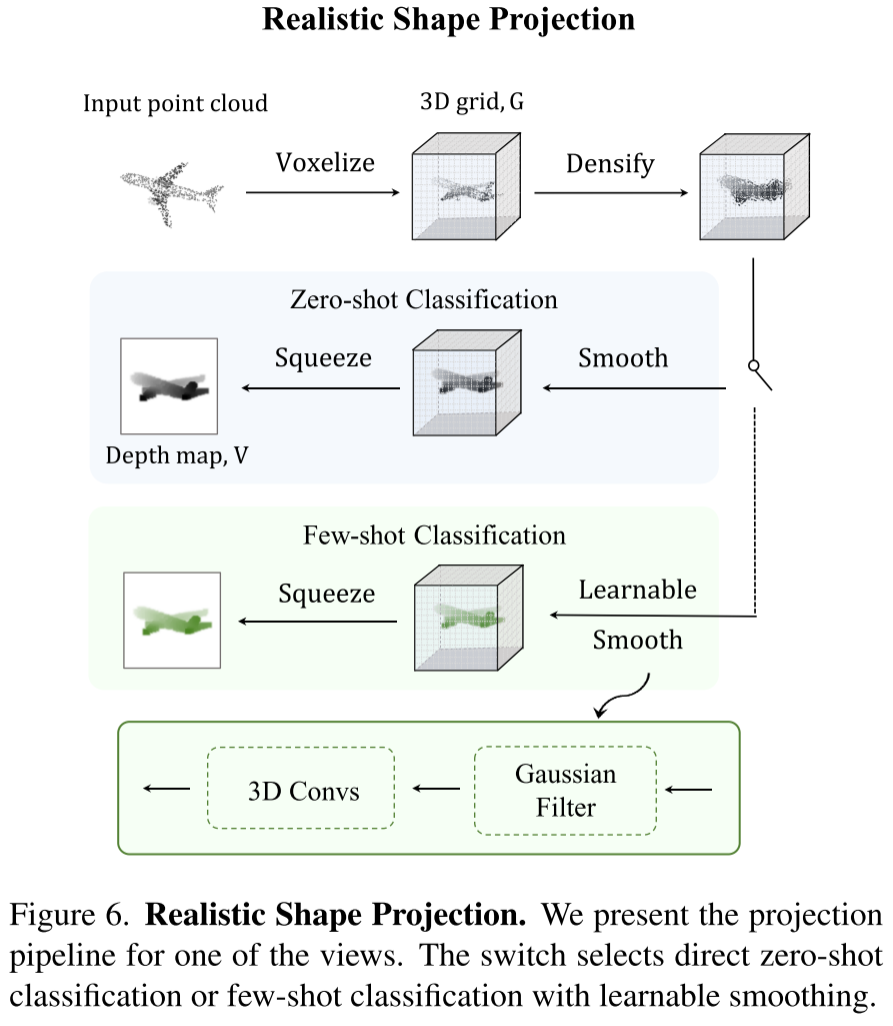 Realistic Shape Projection
Input point cloud
3D grid, G
Voxelize
Densify
Zero-shot Classification
Squeeze
Smooth
Depth map, V
Few-shot Classification
Squeeze
Learnable
Smooth
3D Convs
Gaussian
Filter
Figure 6. Realistic Shape Projection. We present the projection
pipeline for one of the views. The switch selects direct zero-shot
classification or few-shot classification with learnable smoothing.